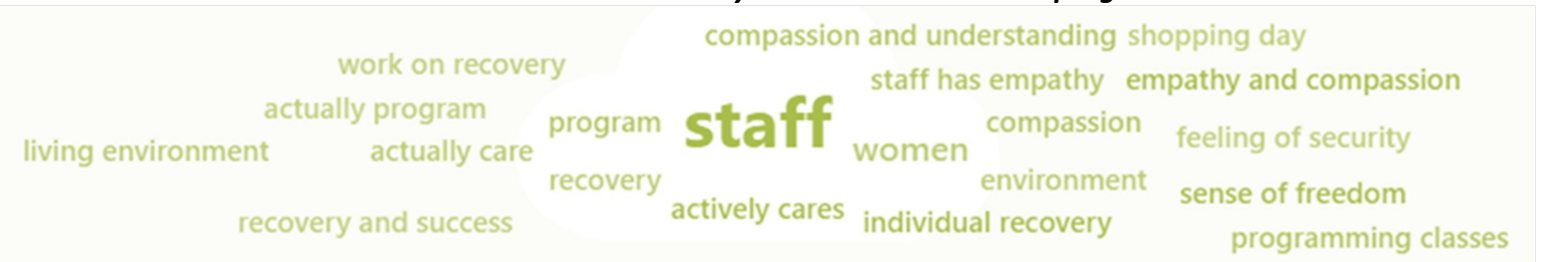 compassion and understanding shopping day
work on recovery
staff has empathy empathy and compassion
actually program
program staff compassion
feeling of security
living environment actually care women
recovery environment
sense of freedom
actively cares
recovery and success individual recovery
programming classes